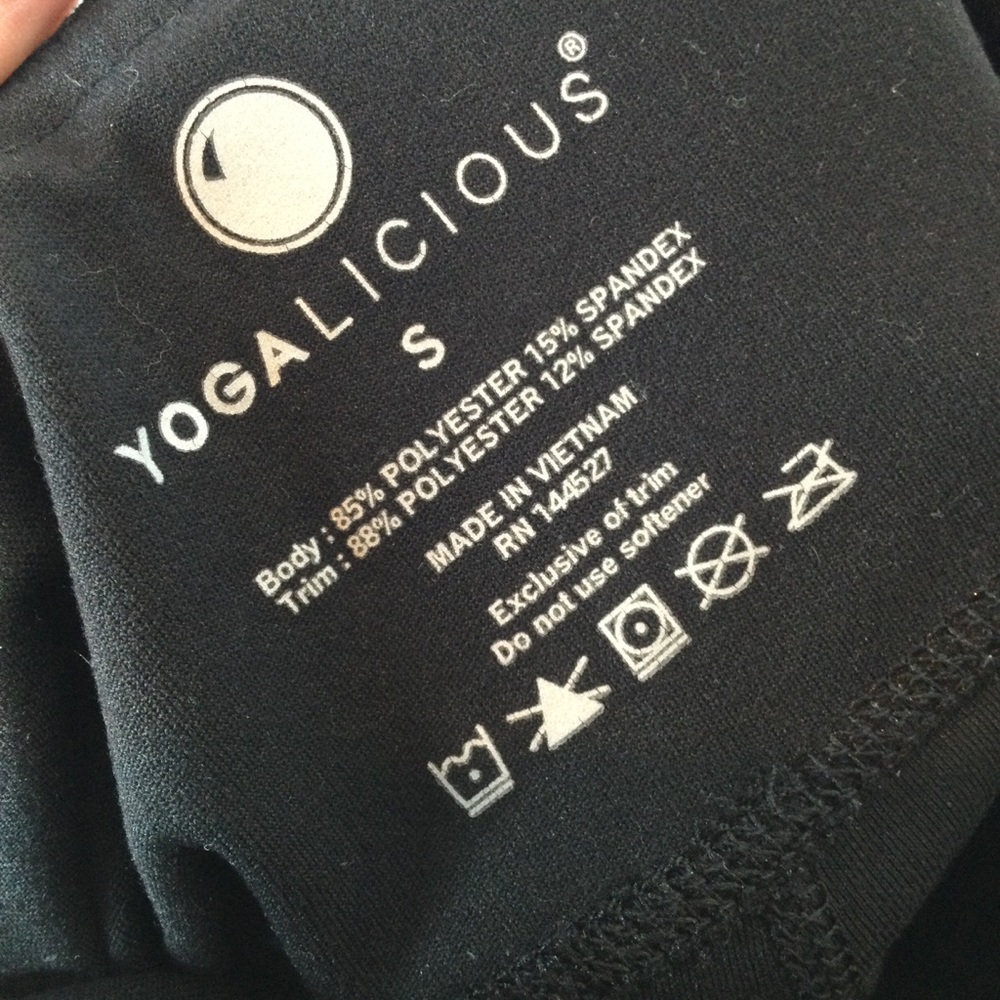 YOGALICIOUS®
S
Body : 85% POLYESTER 15% SPANDEX
Trim : 88% POLYESTER 12% SPANDEX
MADE IN VIETNAM
RN 144527
Exclusive of trim
Do not use softener